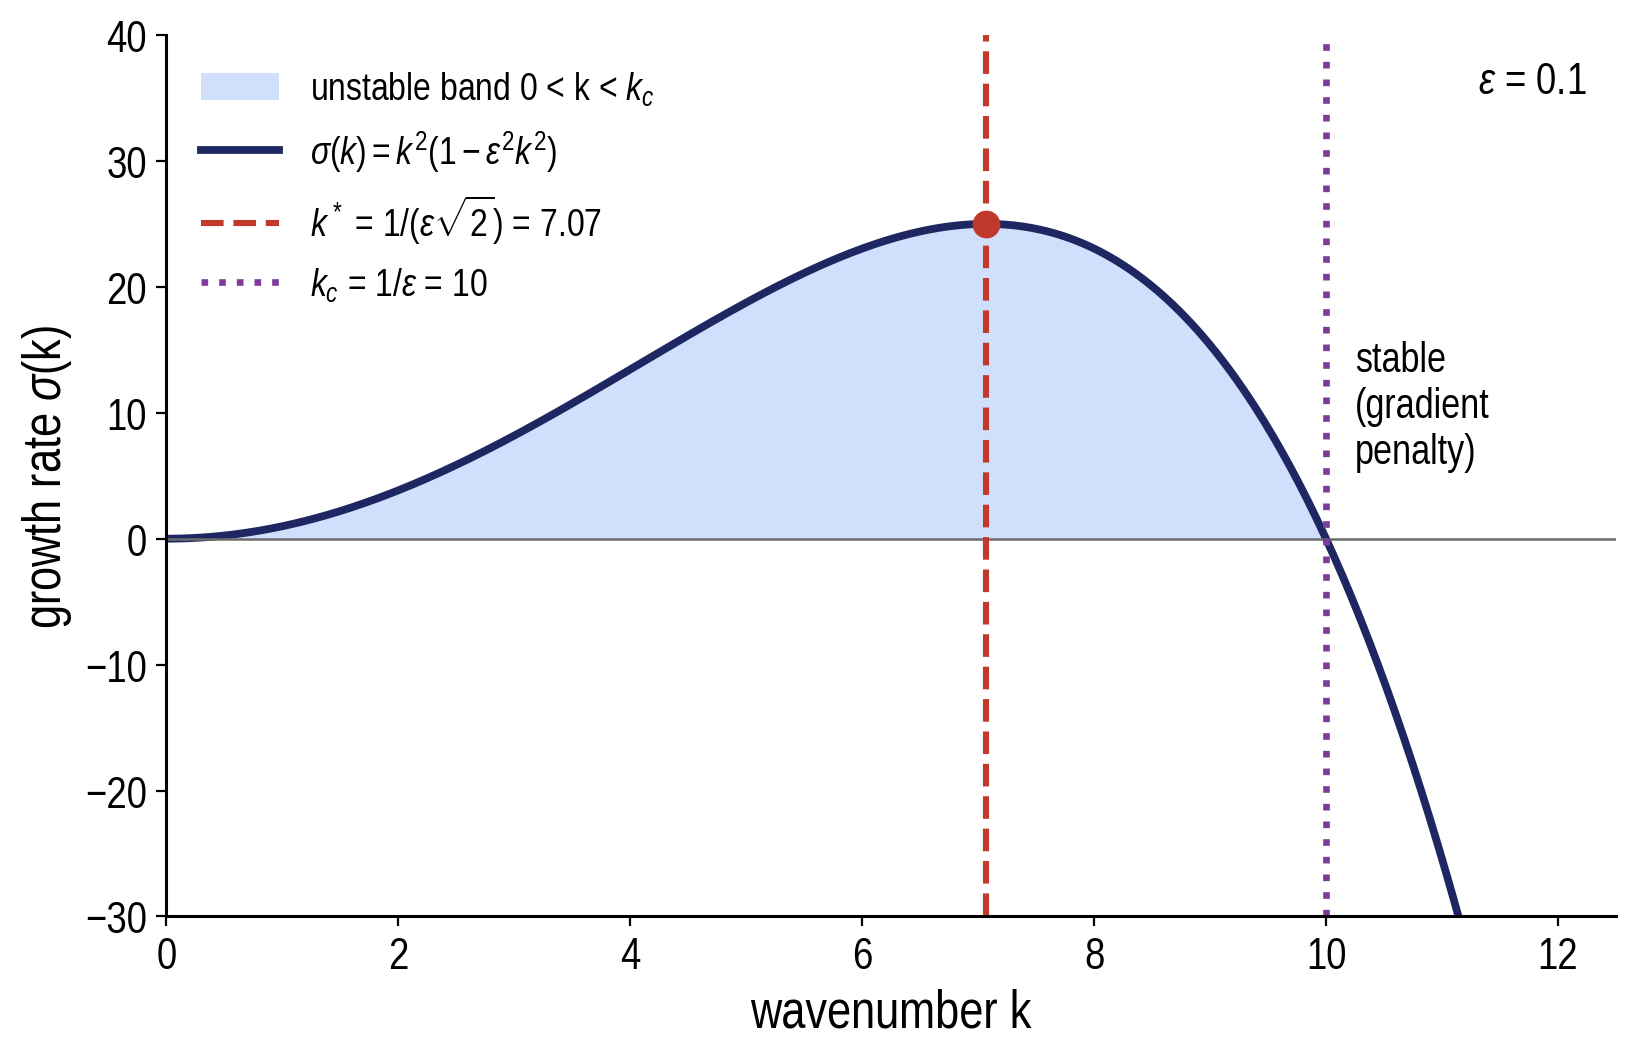 40
30
20
10
0
−10
−20
−30
0
2
4
6
8
10
12
growth rate σ(k)
wavenumber k
unstable band 0 < k < k_c
σ(k) = k²(1 − ε²k²)
k* = 1/(ε√2) = 7.07
k_c = 1/ε = 10
ε = 0.1
stable
(gradient
penalty)